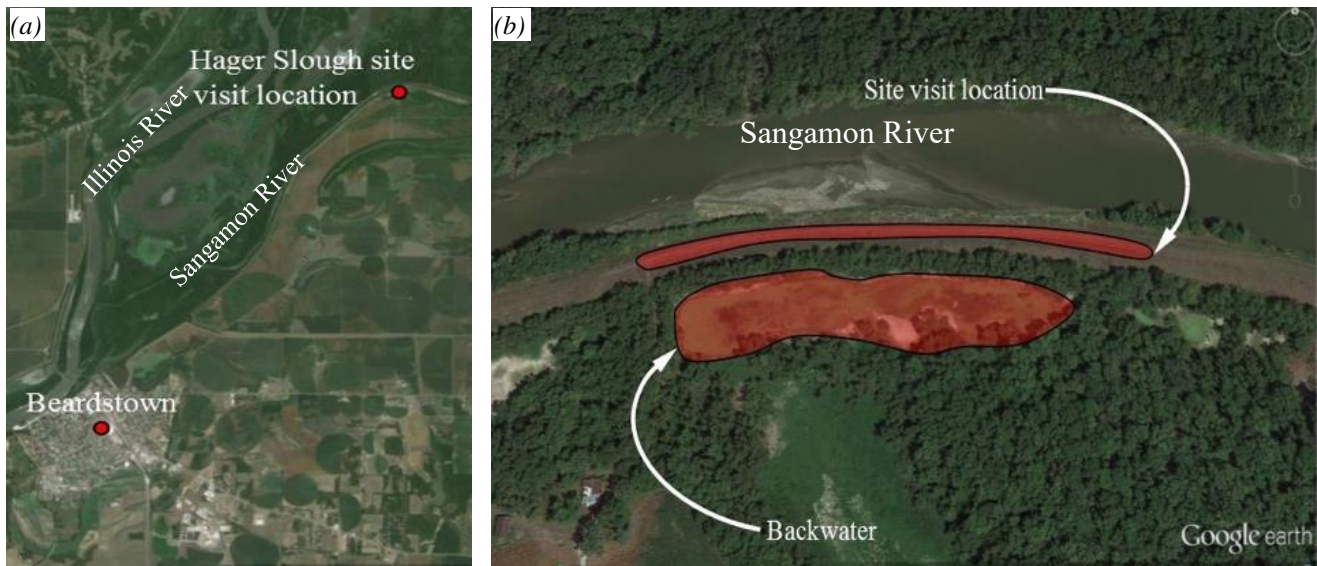 (a)
Hager Slough site
visit location
Illinois River
Sangamon River
Beardstown
(b)
Site visit location
Sangamon River
Backwater
Google earth